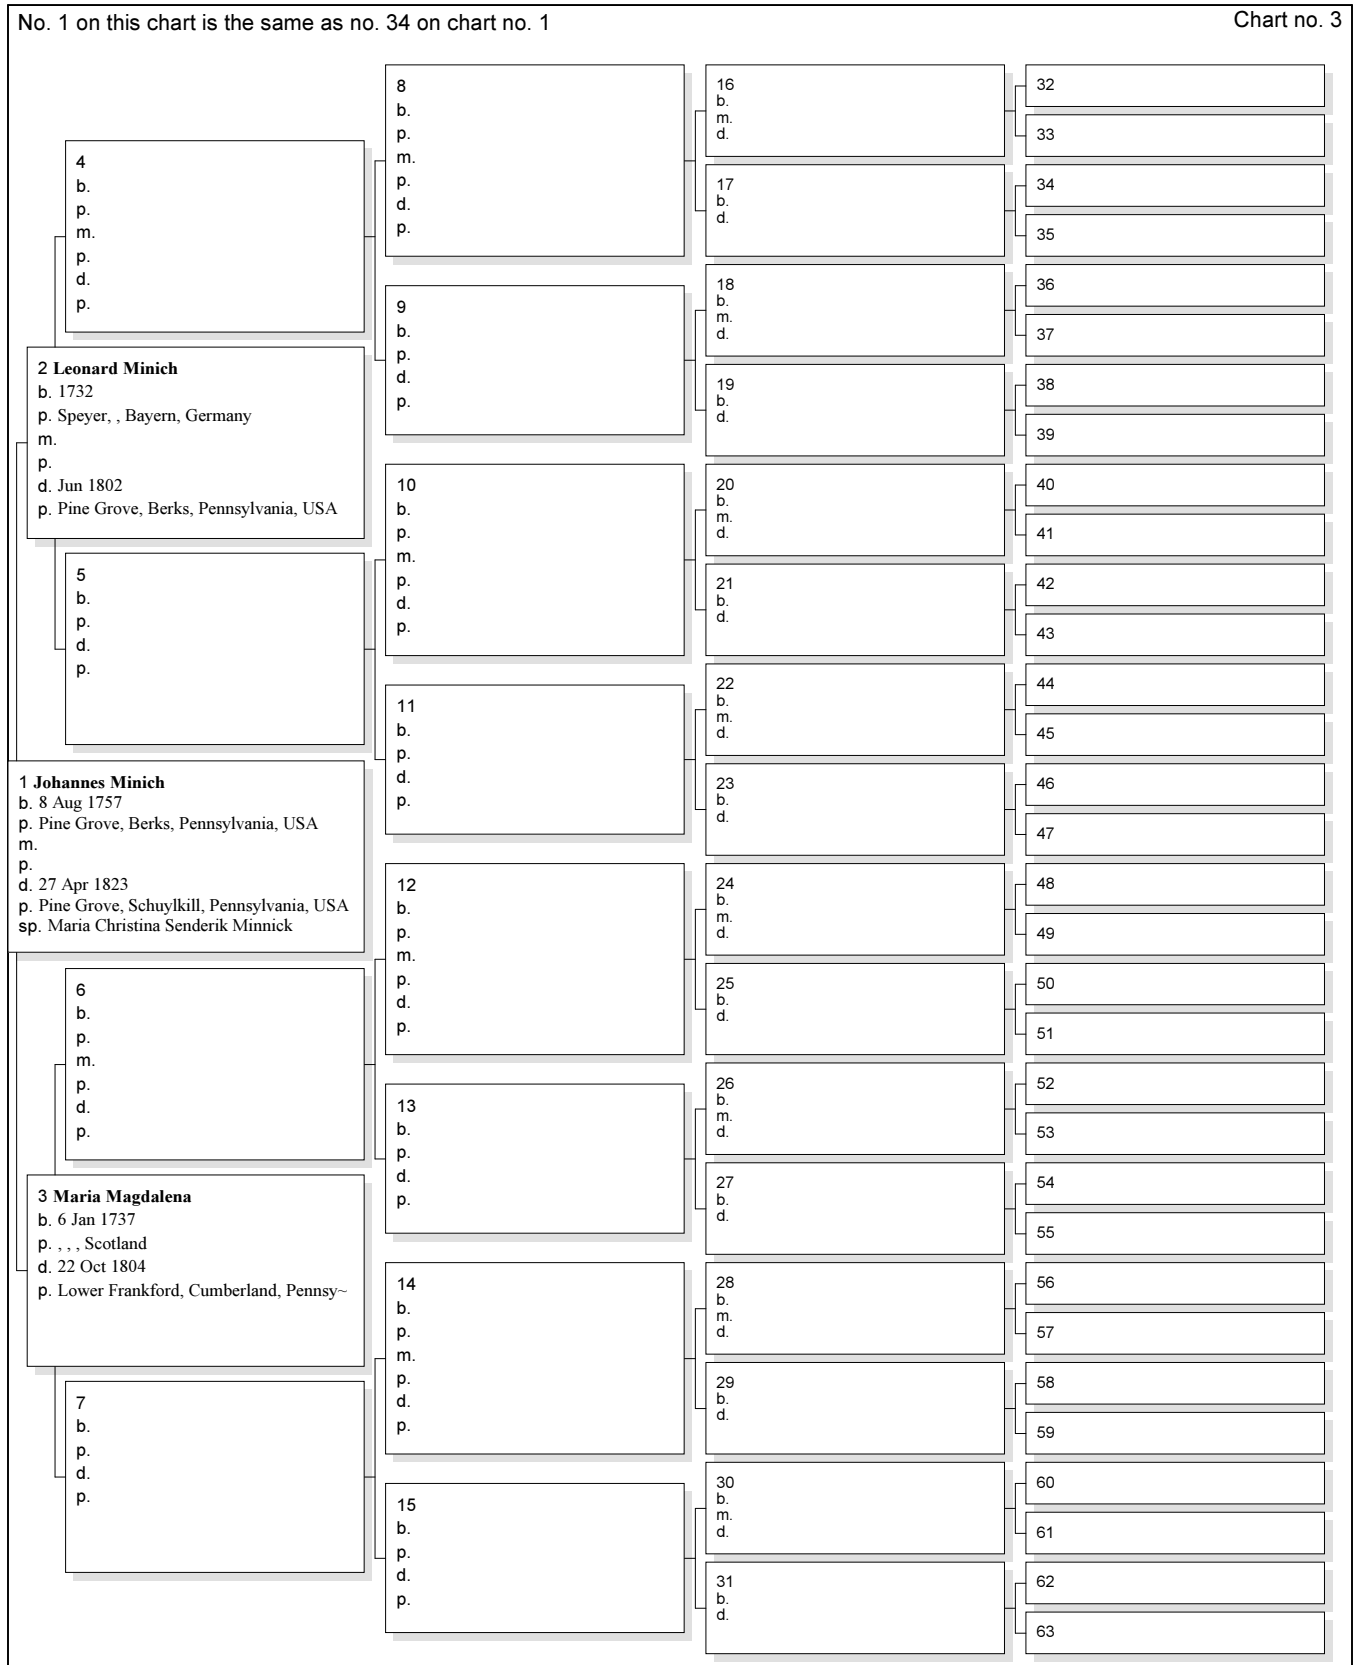 No. 1 on this chart is the same as no. 34 on chart no. 1
Chart no. 3
4
b.
p.
m.
p.
d.
p.
2 Leonard Minich
b. 1732
p. Speyer, , Bayern, Germany
m.
p.
d. Jun 1802
p. Pine Grove, Berks, Pennsylvania, USA
5
b.
p.
d.
p.
1 Johannes Minich
b. 8 Aug 1757
p. Pine Grove, Berks, Pennsylvania, USA
m.
p.
d. 27 Apr 1823
p. Pine Grove, Schuylkill, Pennsylvania, USA
sp. Maria Christina Senderik Minnick
6
b.
p.
m.
p.
d.
p.
3 Maria Magdalena
b. 6 Jan 1737
p. , , , Scotland
d. 22 Oct 1804
p. Lower Frankford, Cumberland, Pennsy~
7
b.
p.
d.
p.
8
b.
p.
m.
p.
d.
p.
9
b.
p.
d.
p.
10
b.
p.
m.
p.
d.
p.
11
b.
p.
d.
p.
12
b.
p.
m.
p.
d.
p.
13
b.
p.
d.
p.
14
b.
p.
m.
p.
d.
p.
15
b.
p.
d.
p.
16
b.
m.
d.
17
b.
d.
18
b.
m.
d.
19
b.
d.
20
b.
m.
d.
21
b.
d.
22
b.
m.
d.
23
b.
d.
24
b.
m.
d.
25
b.
d.
26
b.
m.
d.
27
b.
d.
28
b.
m.
d.
29
b.
d.
30
b.
m.
d.
31
b.
d.
32
33
34
35
36
37
38
39
40
41
42
43
44
45
46
47
48
49
50
51
52
53
54
55
56
57
58
59
60
61
62
63